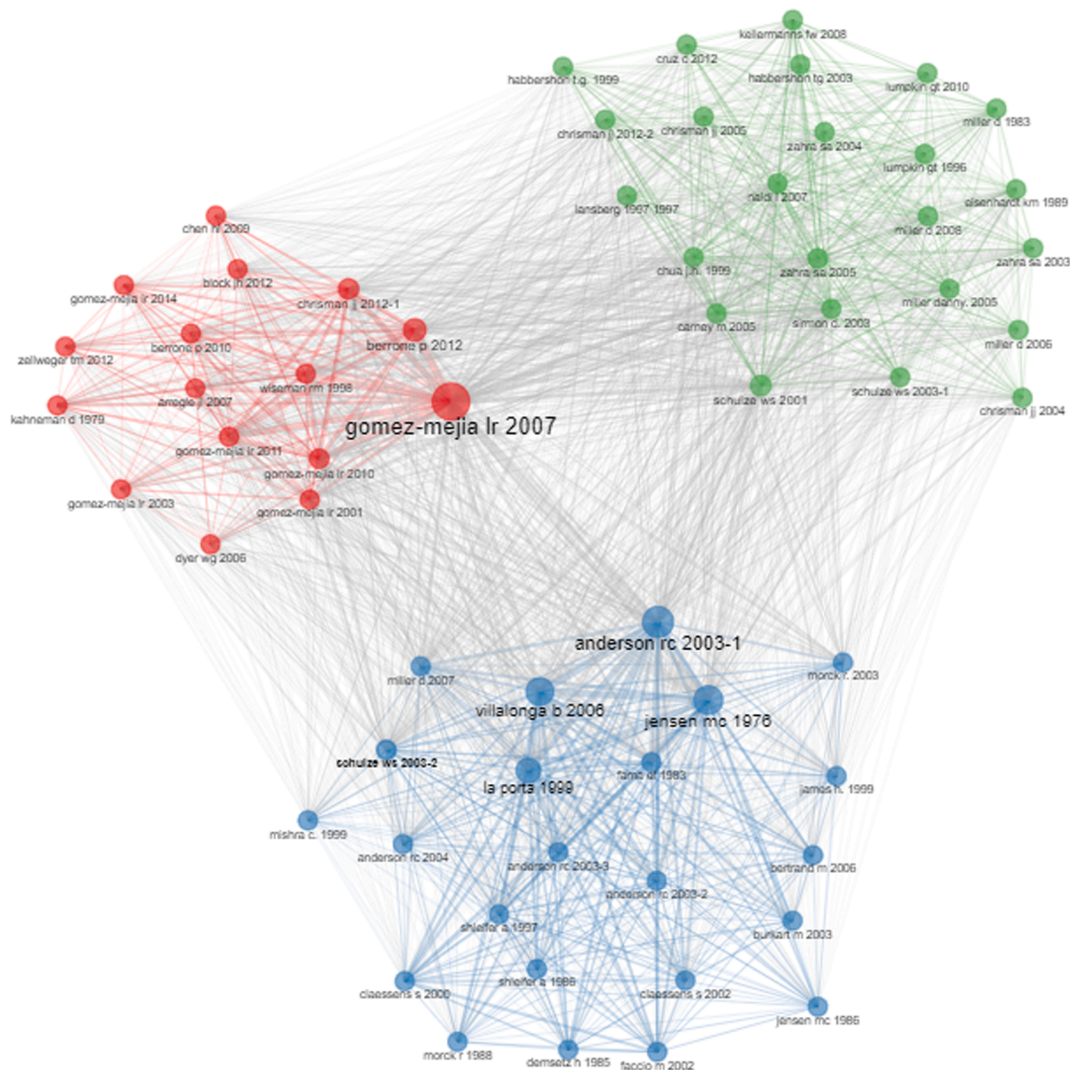 kellermanns fw 2008
cruz c 2012
habbershon t.g. 1999
habbershon tg 2003
lumpkin gt 2010
miller d 1983
chrisman jj 2012-2
chrisman jj 2005
zahra sa 2004
lumpkin gt 1996
naldi l 2007
eisenhardt km 1989
lansberg 1997 1997
miller d 2008
chen hl 2009
zahra sa 2003
chua j.h. 1999
zahra sa 2005
block jh 2012
gomez-mejia lr 2014
chrisman jj 2012-1
miller danny. 2005
carney m 2005
sirmon d. 2003
berrone p 2012
berrone p 2010
miller d 2006
zellweger tm 2012
wiseman rm 1998
schulze ws 2003-1
arregle jl 2007
schulze ws 2001
chrisman jj 2004
kahneman d 1979
gomez-mejia lr 2007
gomez-mejia lr 2011
gomez-mejia lr 2010
gomez-mejia lr 2003
gomez-mejia lr 2001
dyer wg 2006
anderson rc 2003-1
morck r. 2003
miller d 2007
villalonga b 2006
jensen mc 1976
schulze ws 2003-2
fama ef 1983
la porta 1999
james h. 1999
mishra c. 1999
anderson rc 2004
anderson rc 2003-3
bertrand m 2006
anderson rc 2003-2
shleifer a 1997
burkart m 2003
shleifer a 1986
claessens s 2000
claessens s 2002
jensen mc 1986
morck r 1988
demsetz h 1985
faccio m 2002